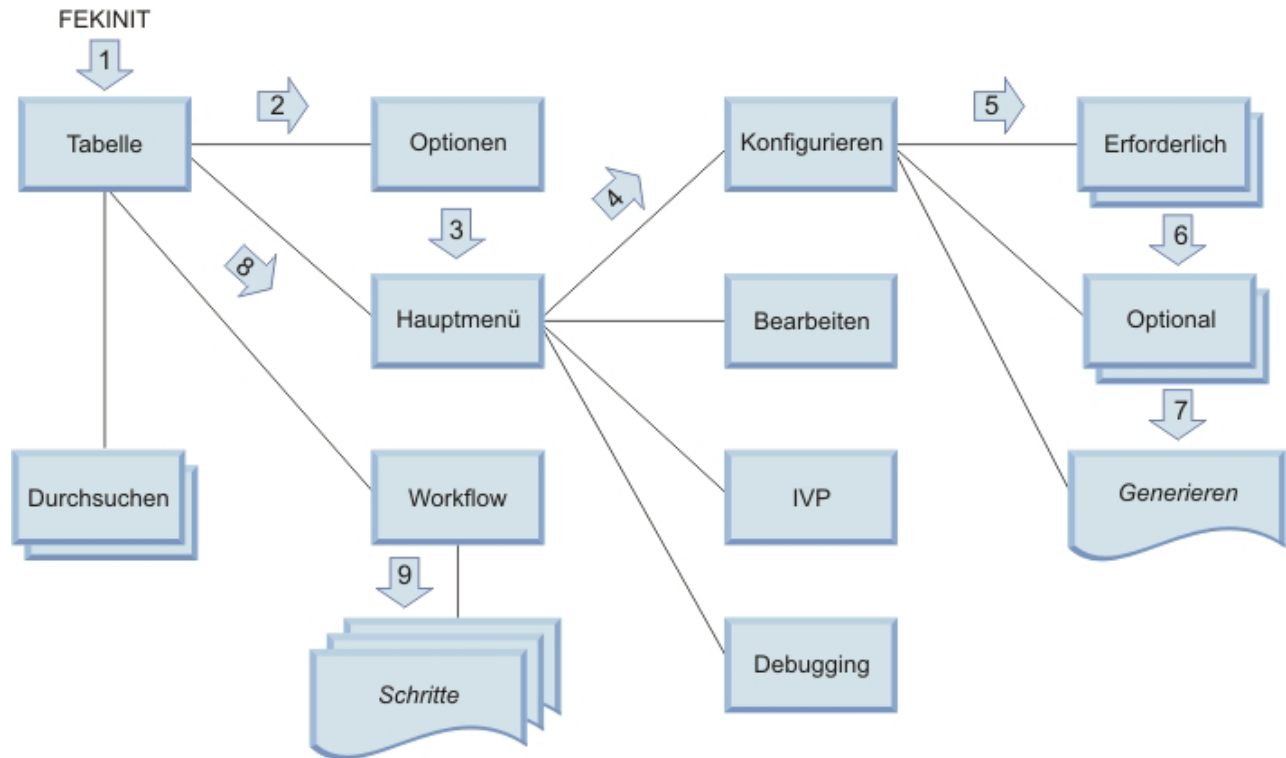 FEKINIT
1
2
5
Tabelle
Optionen
Konfigurieren
Erforderlich
4
3
6
8
Hauptmenü
Bearbeiten
Optional
7
Durchsuchen
Workflow
IVP
Generieren
9
Schritte
Debugging